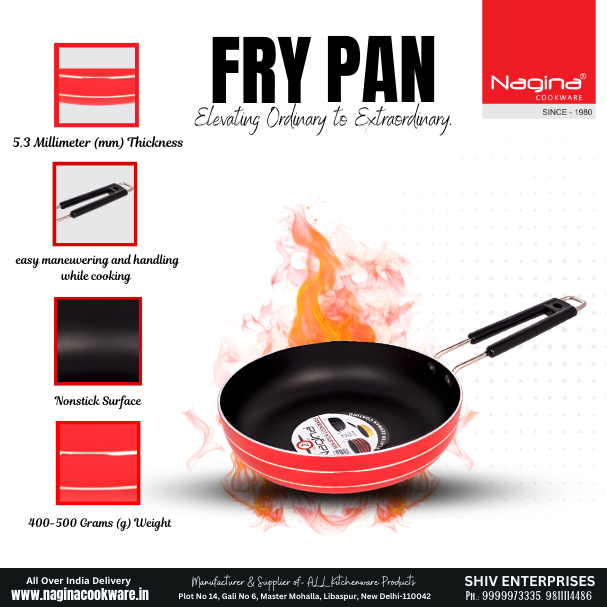 FRY PAN
Elevating Ordinary to Extraordinary.
Nagina®
COOKWARE
SINCE - 1980
5.3 Millimeter (mm) Thickness
easy maneuvering and handling
while cooking
Nonstick Surface
400-500 Grams (g) Weight
All Over India Delivery
www.naginacookware.in
Manufacturer & Supplier of- ALL Kitchenware Products
Plot No 14, Gali No 6, Master Mohalla, Libaspur, New Delhi-110042
SHIV ENTERPRISES
Ph.: 9999973335, 9811114486